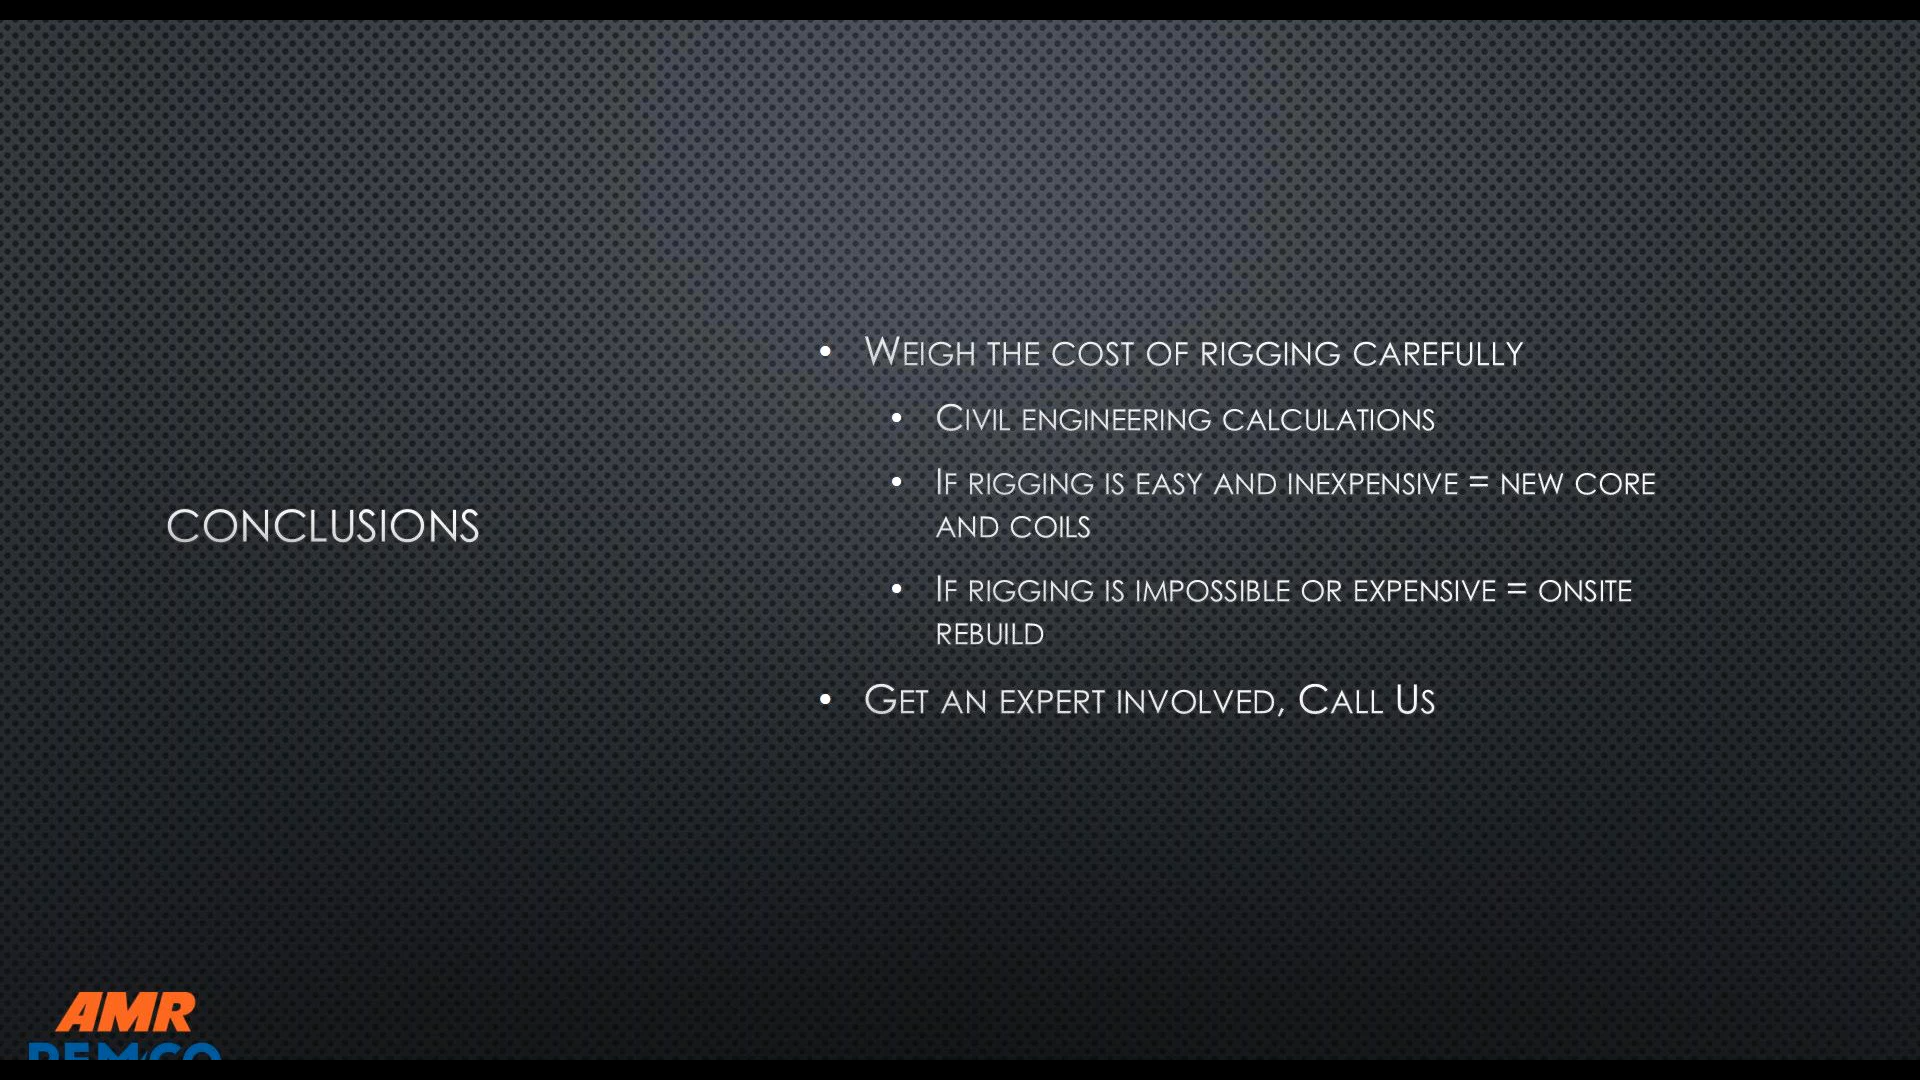 CONCLUSIONS
• WEIGH THE COST OF RIGGING CAREFULLY
• CIVIL ENGINEERING CALCULATIONS
• IF RIGGING IS EASY AND INEXPENSIVE = NEW CORE
AND COILS
• IF RIGGING IS IMPOSSIBLE OR EXPENSIVE = ONSITE
REBUILD
• GET AN EXPERT INVOLVED, CALL US
AMR